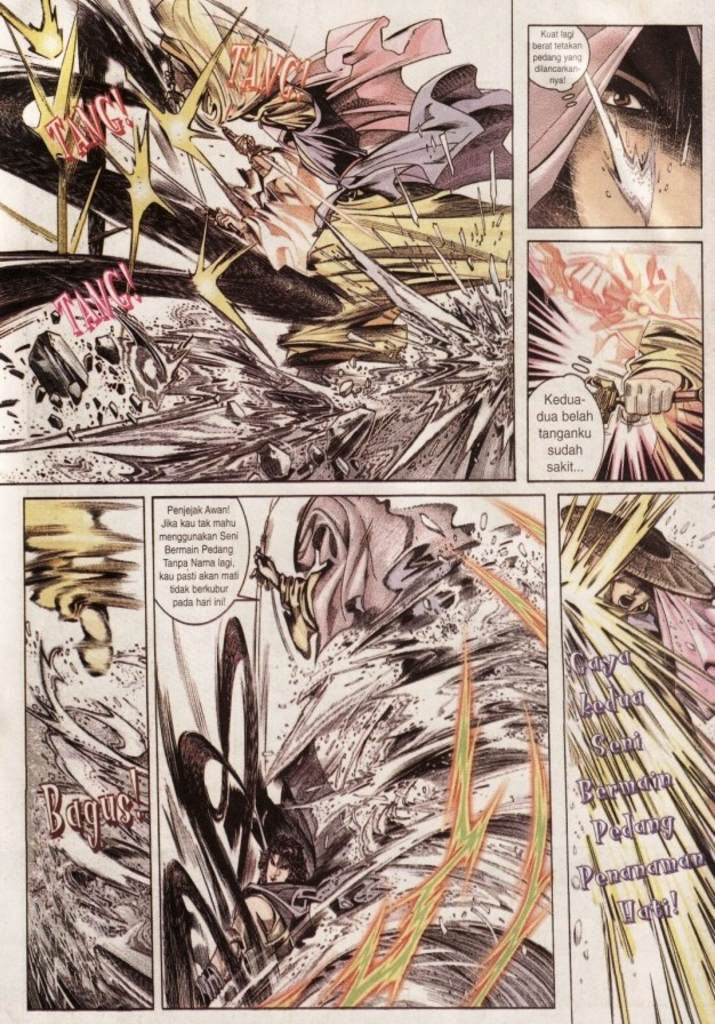 TANG!
TANG!
TANG!
Kuat lagi
berat tetakan
pedang yang
dilancarkan-
nya!
Kedua-
dua belah
tanganku
sudah
sakit...
Bagus!
Penjejak Awan!
Jika kau tak mahu
menggunakan Seni
Bermain Pedang
Tanpa Nama lagi,
kau pasti akan mati
tidak berkubur
pada hari ini!
Gaya
Kedua
Seni
Bermain
Pedang
Penanaman
Hati!